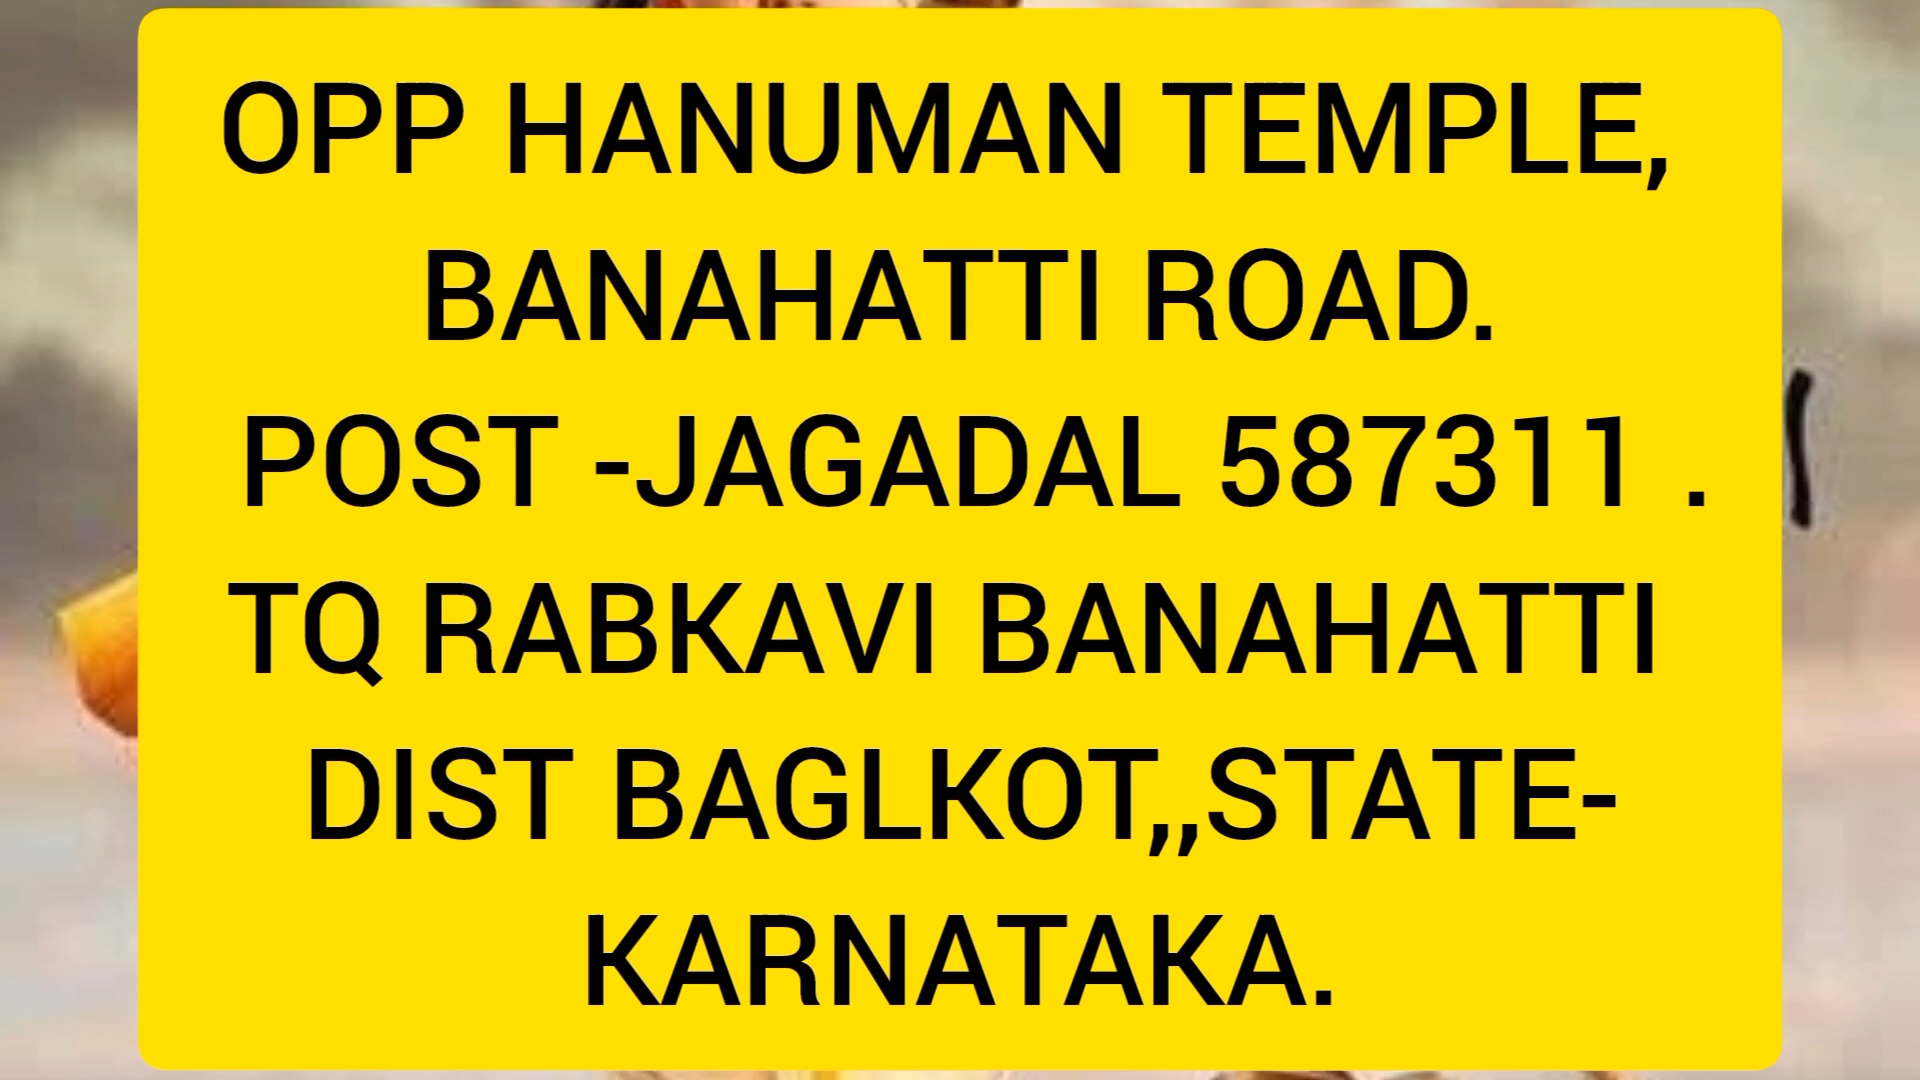 OPP HANUMAN TEMPLE,
BANAHATTI ROAD.
POST -JAGADAL 587311 .
TQ RABKAVI BANAHATTI
DIST BAGLKOT,,STATE-
KARNATAKA.